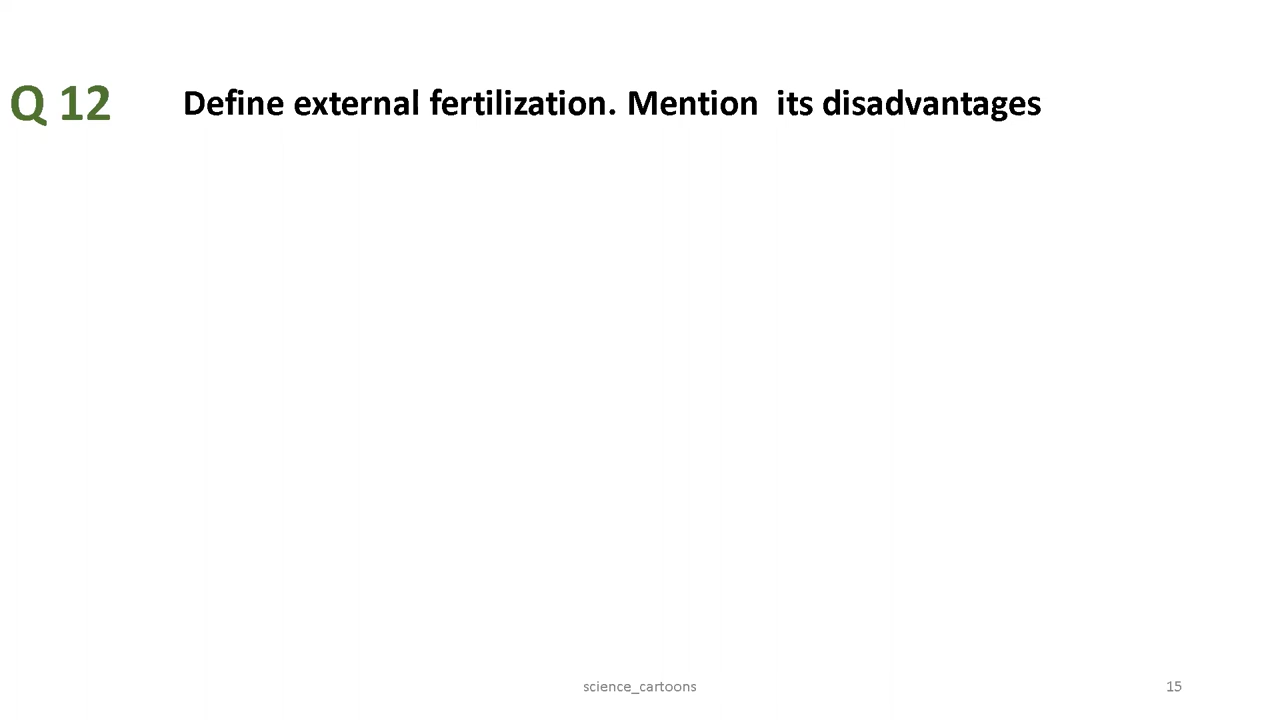 Q 12 Define external fertilization. Mention  its disadvantages
science_cartoons 15